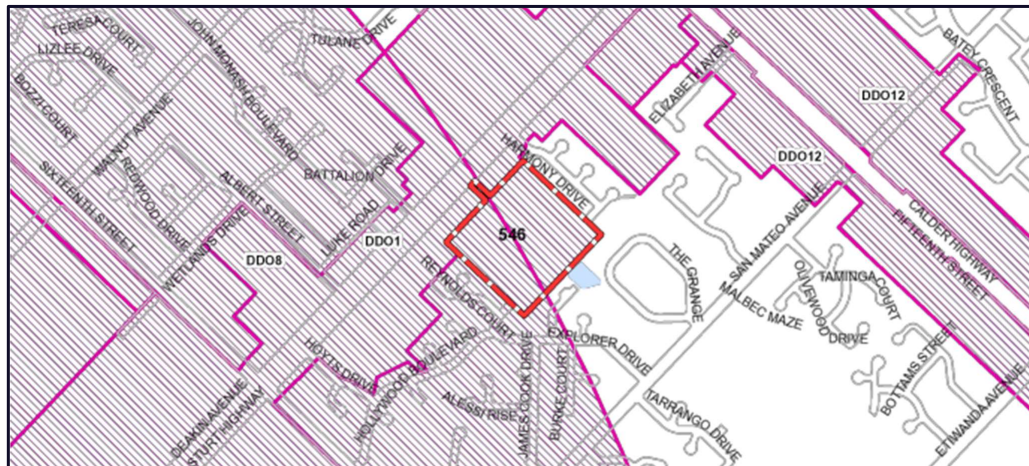 TERESA COURT
LIZLEE DRIVE
BOZZI COURT
WALNUT AVENUE
JOHN MONASH BOULEVARD
TULANE DRIVE
REDWOOD DRIVE
SIXTEENTH STREET
ALBERT STREET
BATTALION DRIVE
LUKE ROAD
WETLANDS DRIVE
DDO8
DDO1
HARMONY DRIVE
546
ELIZABETH AVENUE
BATEY CRESCENT
DDO12
DDO12
CALDER HIGHWAY
FIFTEENTH STREET
SAN MATEO AVENUE
THE GRANGE
MALBEC MAZE
OLIVEWOOD DRIVE
TAMINGA COURT
BOTTAMS STREET
ETIWANDA AVENUE
REYNOLDS COURT
EXPLORER DRIVE
HOYTS DRIVE
HOLLYWOOD BOULEVARD
ALESSI RISE
JAMES COOK DRIVE
BURKE COURT
TARRANGO DRIVE
DEAKIN AVENUE
STURT HIGHWAY